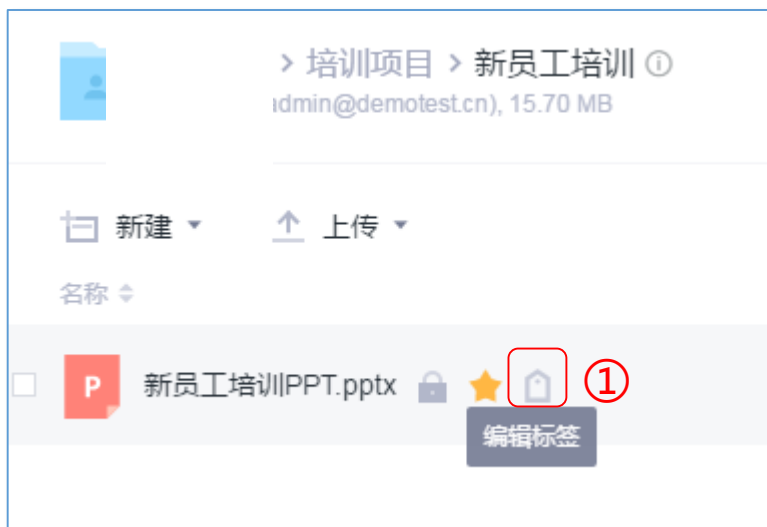 > 培训项目 > 新员工培训
admin@demotest.cn), 15.70 MB
新建 上传
名称
P 新员工培训PPT.pptx ①
编辑标签